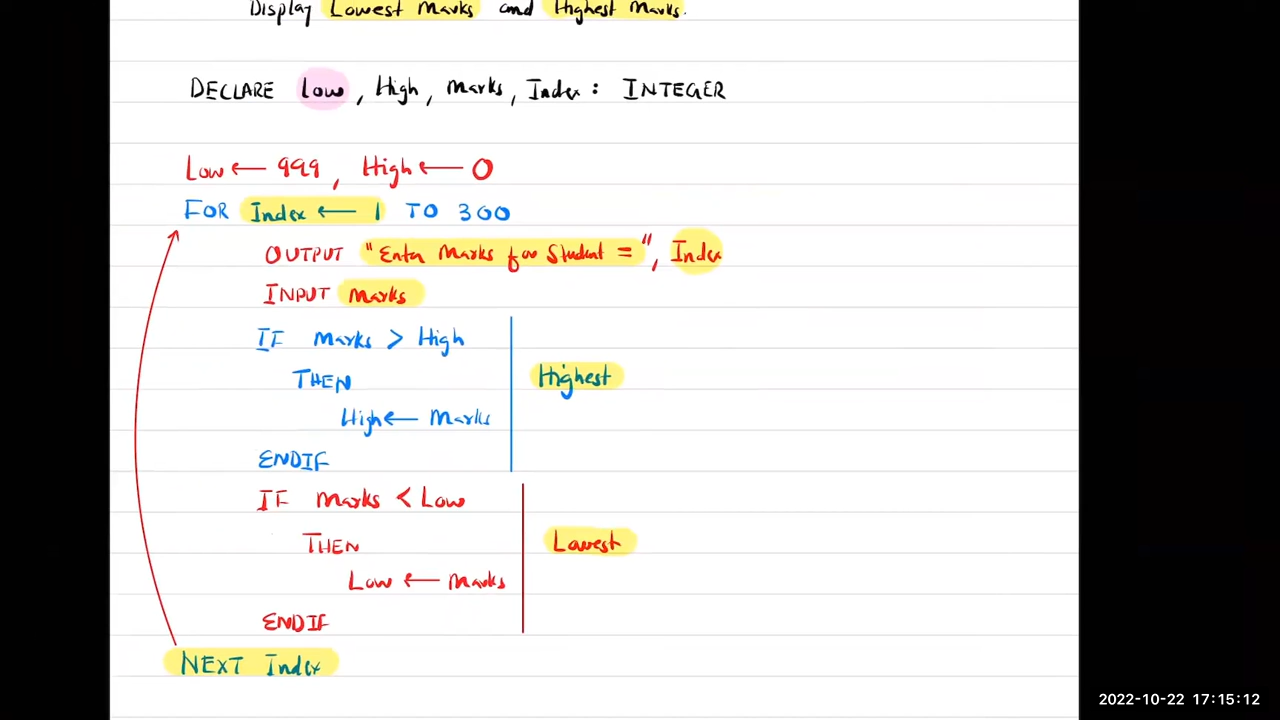 Display Lowest Marks and Highest Marks.
DECLARE Low, High, Marks, Index: INTEGER
Low ← 999, High ← 0
FOR Index ← 1 TO 300
OUTPUT "Enter Marks for Student = ", Index
INPUT Marks
IF Marks > High
THEN
Highest
High ← Marks
ENDIF
IF Marks < Low
THEN
Lowest
Low ← Marks
ENDIF
NEXT Index
2022-10-22 17:15:12